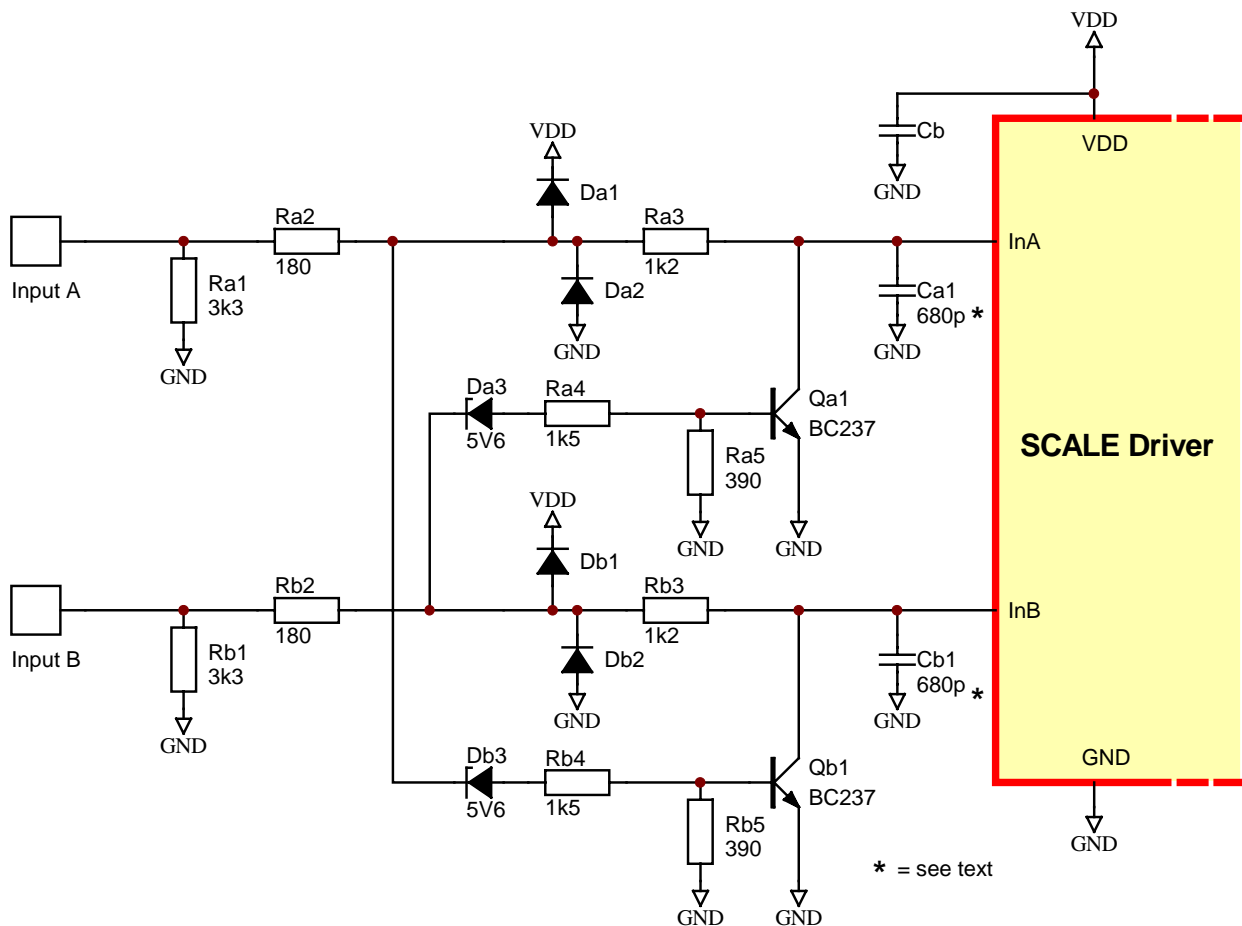 VDD
Cb
VDD
GND
VDD
Da1
Ra2
180
Ra3
1k2
InA
Input A
Ra1
3k3
GND
Da2
GND
Ca1
680p *
GND
Da3
5V6
Ra4
1k5
Qa1
BC237
Ra5
390
GND
GND
SCALE Driver
VDD
Db1
Rb2
180
Rb3
1k2
InB
Input B
Rb1
3k3
GND
Db2
GND
Cb1
680p *
GND
Db3
5V6
Rb4
1k5
Qb1
BC237
GND
GND
Rb5
390
GND
GND
* = see text